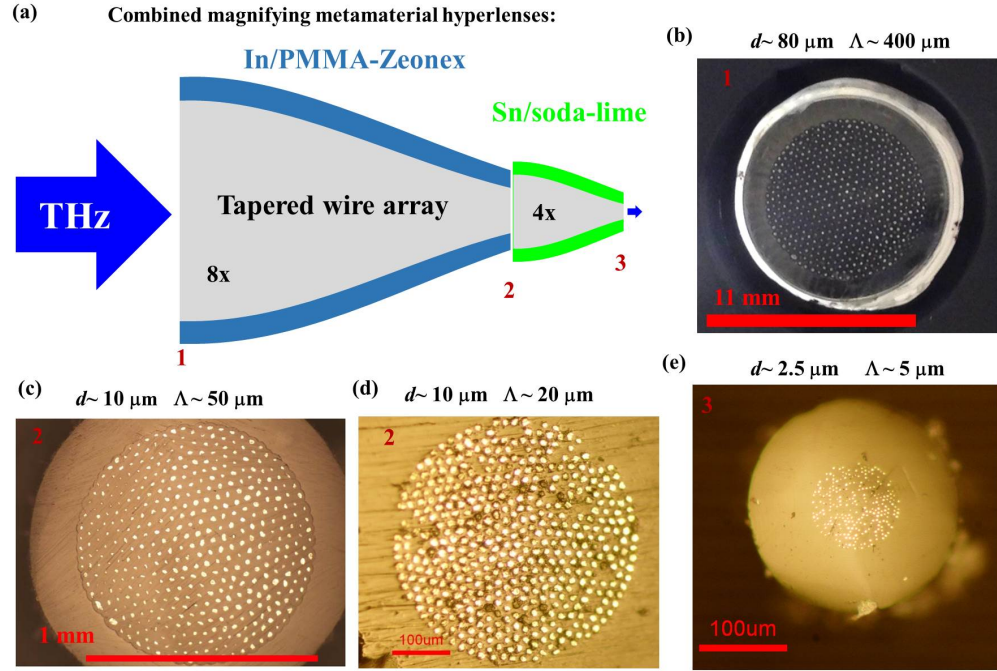 (a)
Combined magnifying metamaterial hyperlenses:
In/PMMA-Zeonex
Sn/soda-lime
THz
Tapered wire array
8x
4x
1
2
3
(b)
d~ 80 μm Λ~ 400 μm
1
11 mm
(c)
d~ 10 μm Λ~ 50 μm
2
1 mm
(d)
d~ 10 μm Λ~ 20 μm
2
100um
(e)
d~ 2.5 μm Λ~ 5 μm
3
100um